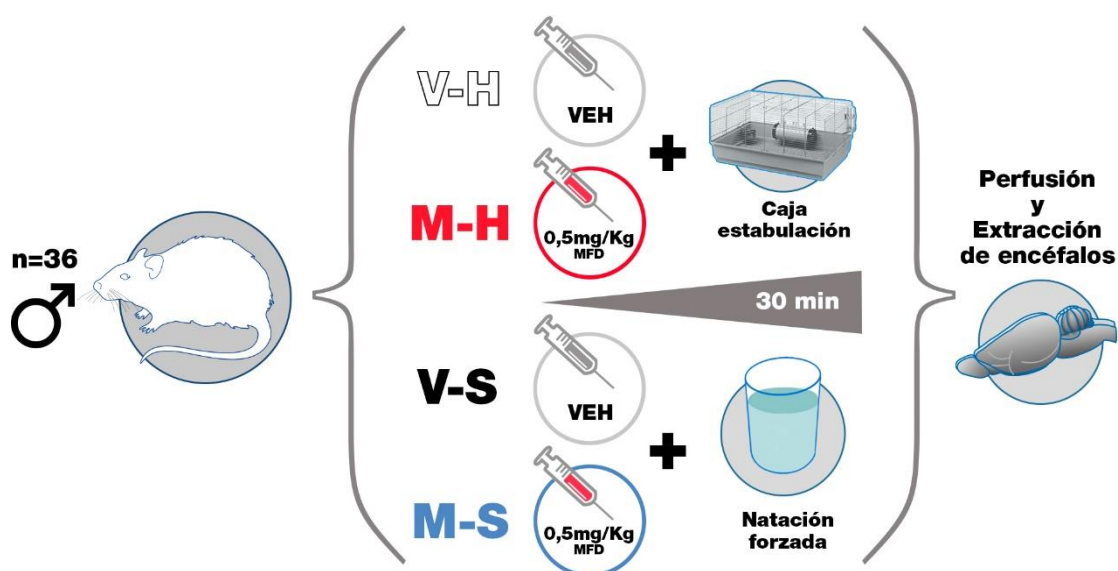 n=36
V-H
VEH
M-H
0,5mg/Kg
MFD
+
Caja
estabulación
30 min
V-S
VEH
M-S
0,5mg/Kg
MFD
+
Natación
forzada
Perfusión
y
Extracción
de encéfalos